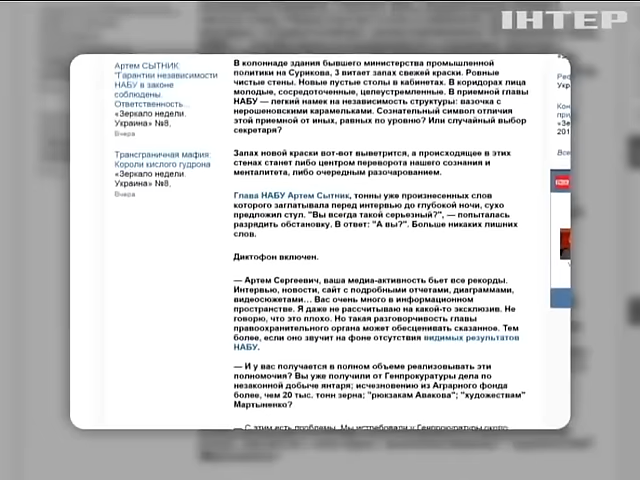 ІНТЕР
Артем СЫТНИК:
"Гарантии независимости
НАБУ в законе
соблюдены.
Ответственность...
«Зеркало недели.
Украина» №8,
Вчера
Трансграничная мафия.
Короли кислого гудрона
«Зеркало недели.
Украина» №8,
Вчера
В колоннаде здания бывшего министерства промышленной
политики на Сурикова, 3 витает запах свежей краски. Ровные
чистые стены. Новые пустые столы в кабинетах. В коридорах лица
молодые, сосредоточенные, целеустремленные. В приемной главы
НАБУ — легкий намек на независимость структуры: вазочка с
нерошеновскими карамельками. Сознательный символ отличия
этой приемной от иных, равных по уровню? Или случайный выбор
секретаря?
Запах новой краски вот-вот выветрится, а происходящее в этих
стенах станет либо центром переворота нашего сознания и
менталитета, либо очередным разочарованием.
Глава НАБУ Артем Сытник, тонны уже произнесенных слов
которого заглатывала перед интервью до глубокой ночи, сухо
предложил стул. "Вы всегда такой серьезный?", — попыталась
разрядить обстановку. В ответ: "А вы?". Больше никаких лишних
слов.
Диктофон включен.
— Артем Сергеевич, ваша медиа-активность бьет все рекорды.
Интервью, новости, сайт с подробными отчетами, диаграммами,
видеосюжетами… Вас очень много в информационном
пространстве. Я даже не рассчитываю на какой-то эксклюзив. Не
говорю, что это плохо. Но такая разговорчивость главы
правоохранительного органа может обесценивать сказанное. Тем
более, если оно звучит на фоне отсутствия видимых результатов
НАБУ.
— И у вас получается в полном объеме реализовывать эти
полномочия? Вы уже получили от Генпрокуратуры дела по
незаконной добыче янтаря; исчезновению из Аграрного фонда
более, чем 20 тыс. тонн зерна; "рюкзакам Авакова"; "художествам"
Мартыненко?
— С этим есть проблемы. Мы истребовали у Генпрокуратуры около